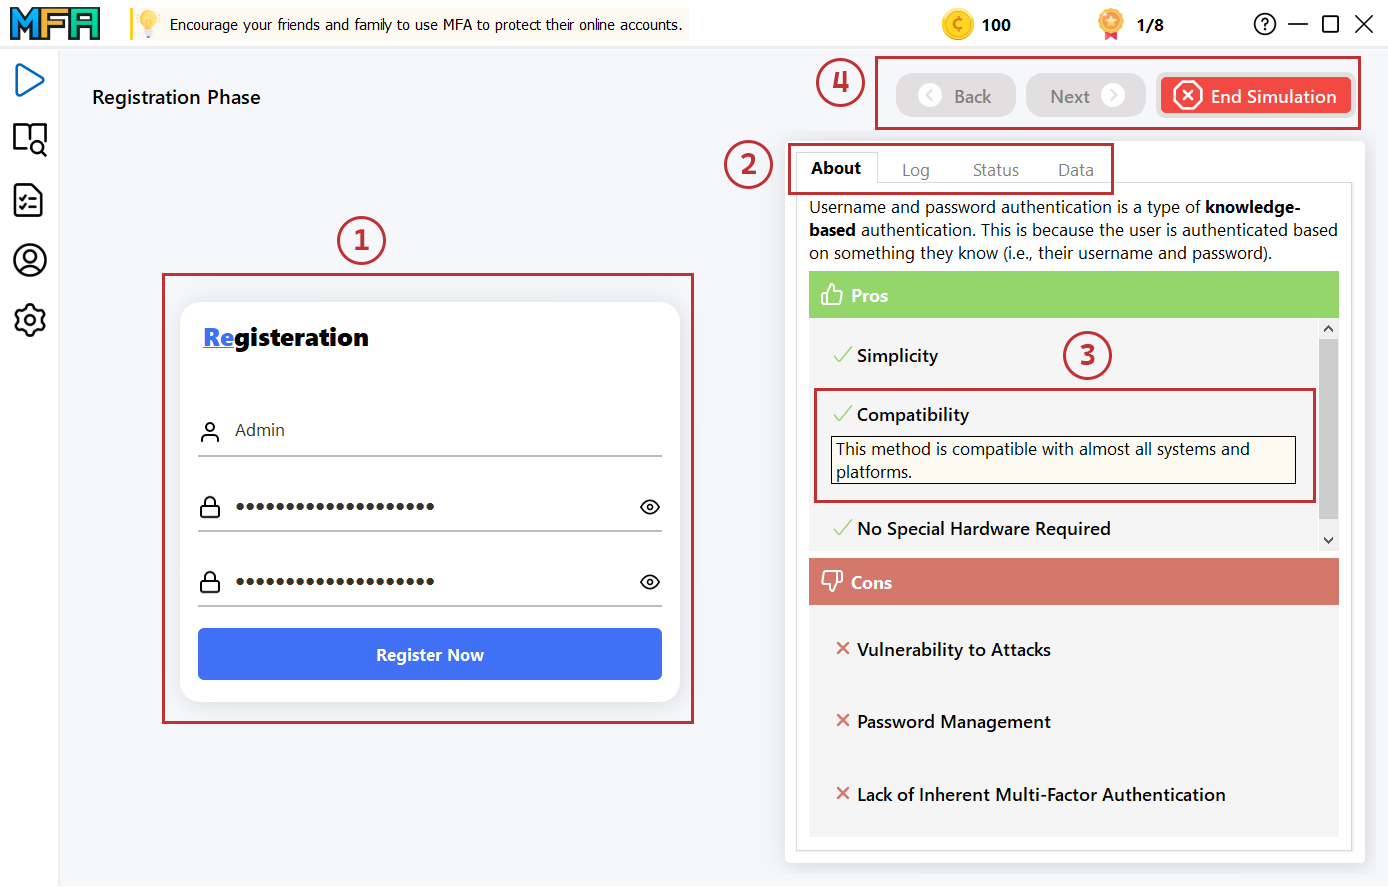 MFA
Encourage your friends and family to use MFA to protect their online accounts.
100
1/8
Registration Phase
4
Back
Next
End Simulation
2
About
Log
Status
Data
Username and password authentication is a type of knowledge-
based authentication. This is because the user is authenticated based
on something they know (i.e., their username and password).
Pros
Simplicity
3
Compatibility
This method is compatible with almost all systems and
platforms.
No Special Hardware Required
Cons
Vulnerability to Attacks
Password Management
Lack of Inherent Multi-Factor Authentication
1
Registeration
Admin
••••••••••••••••••••
••••••••••••••••••••
Register Now